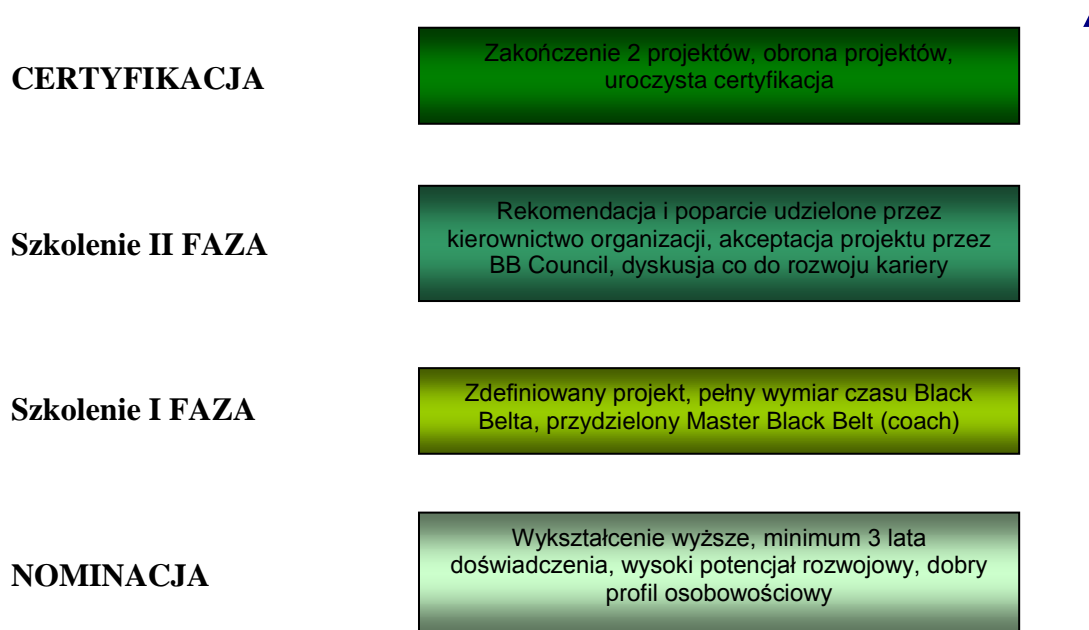 CERTYFIKACJA
Zakończenie 2 projektów, obrona projektów,
uroczysta certyfikacja
Szkolenie II FAZA
Rekomendacja i poparcie udzielone przez
kierownictwo organizacji, akceptacja projektu przez
BB Council, dyskusja co do rozwoju kariery
Szkolenie I FAZA
Zdefiniowany projekt, pełny wymiar czasu Black
Belta, przydzielony Master Black Belt (coach)
NOMINACJA
Wykształcenie wyższe, minimum 3 lata
doświadczenia, wysoki potencjał rozwojowy, dobry
profil osobowościowy